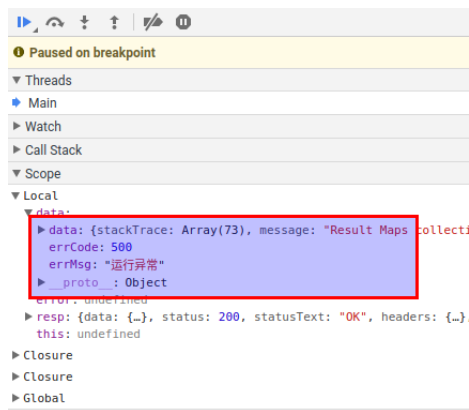 Paused on breakpoint
Threads
Main
Watch
Call Stack
Scope
Local
data:
data: {stackTrace: Array(73), message: "Result Maps collecti
errCode: 500
errMsg: "运行异常"
__proto__: Object
error: undefined
resp: {data: {…}, status: 200, statusText: "OK", headers: {…},
this: undefined
Closure
Closure
Global